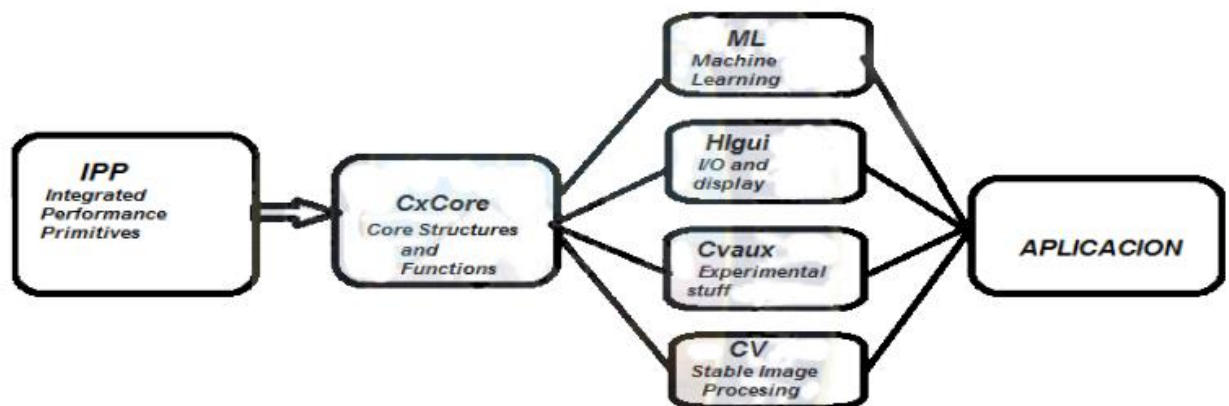 IPP
Integrated
Performance
Primitives
CxCore
Core Structures
and
Functions
ML
Machine
Learning
HIgui
I/O and
display
Cvaux
Experimental
stuff
CV
Stable Image
Procesing
APLICACION